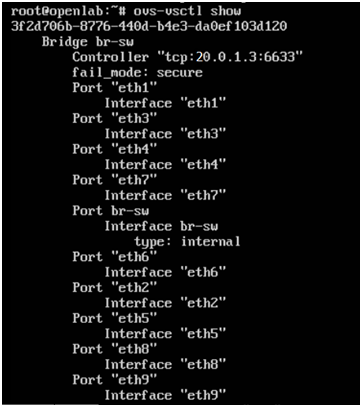 root@openlab:~# ovs-vsctl show
3f2d706b-8776-440d-b4e3-da0ef103d120
    Bridge br-sw
        Controller "tcp:20.0.1.3:6633"
        fail_mode: secure
        Port "eth1"
            Interface "eth1"
        Port "eth3"
            Interface "eth3"
        Port "eth4"
            Interface "eth4"
        Port "eth7"
            Interface "eth7"
        Port br-sw
            Interface br-sw
                type: internal
        Port "eth6"
            Interface "eth6"
        Port "eth2"
            Interface "eth2"
        Port "eth5"
            Interface "eth5"
        Port "eth8"
            Interface "eth8"
        Port "eth9"
            Interface "eth9"